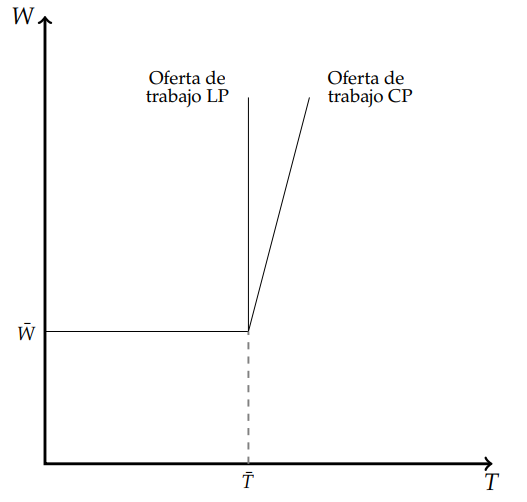 W
Oferta de
trabajo LP
Oferta de
trabajo CP
W̄
T̄
T